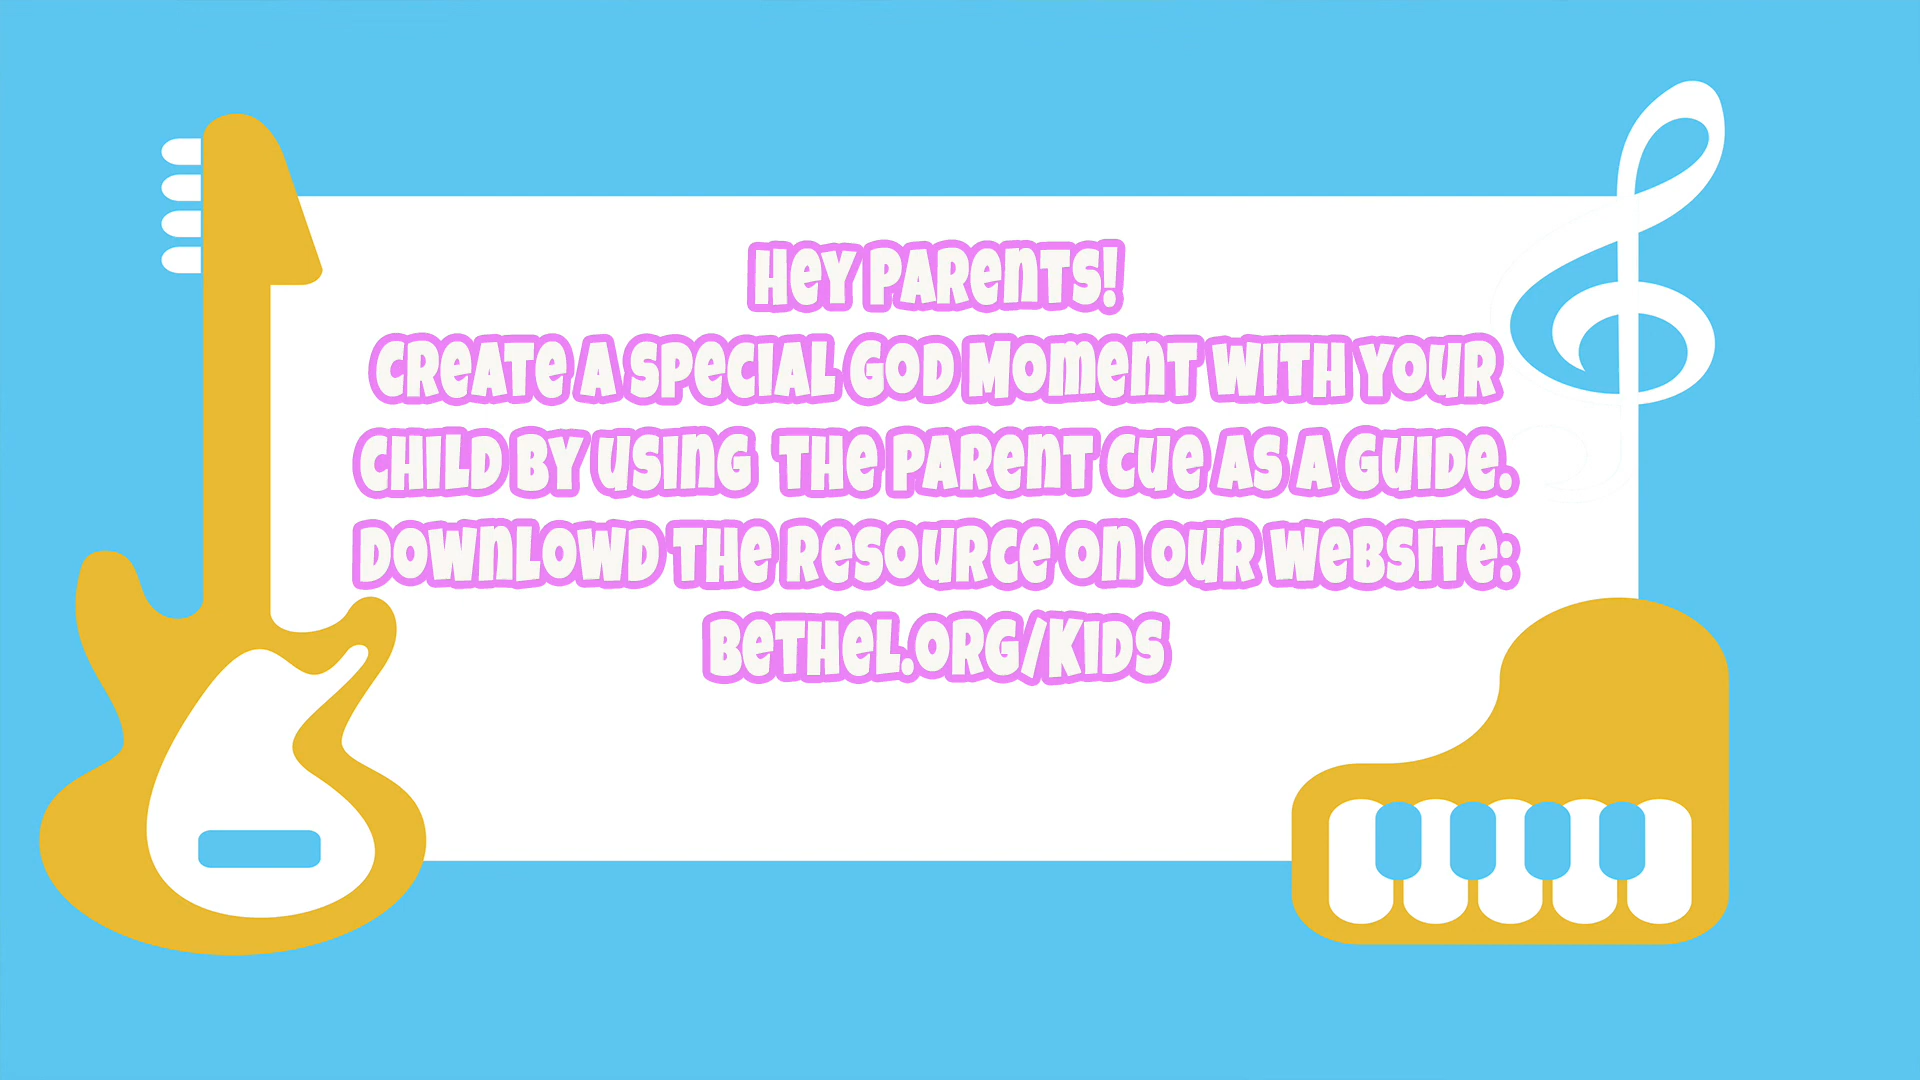 Hey Parents!
Create a special God Moment with your
child by using  the Parent Cue as a guide.
Downlowd the resource on our website:
bethel.org/kids